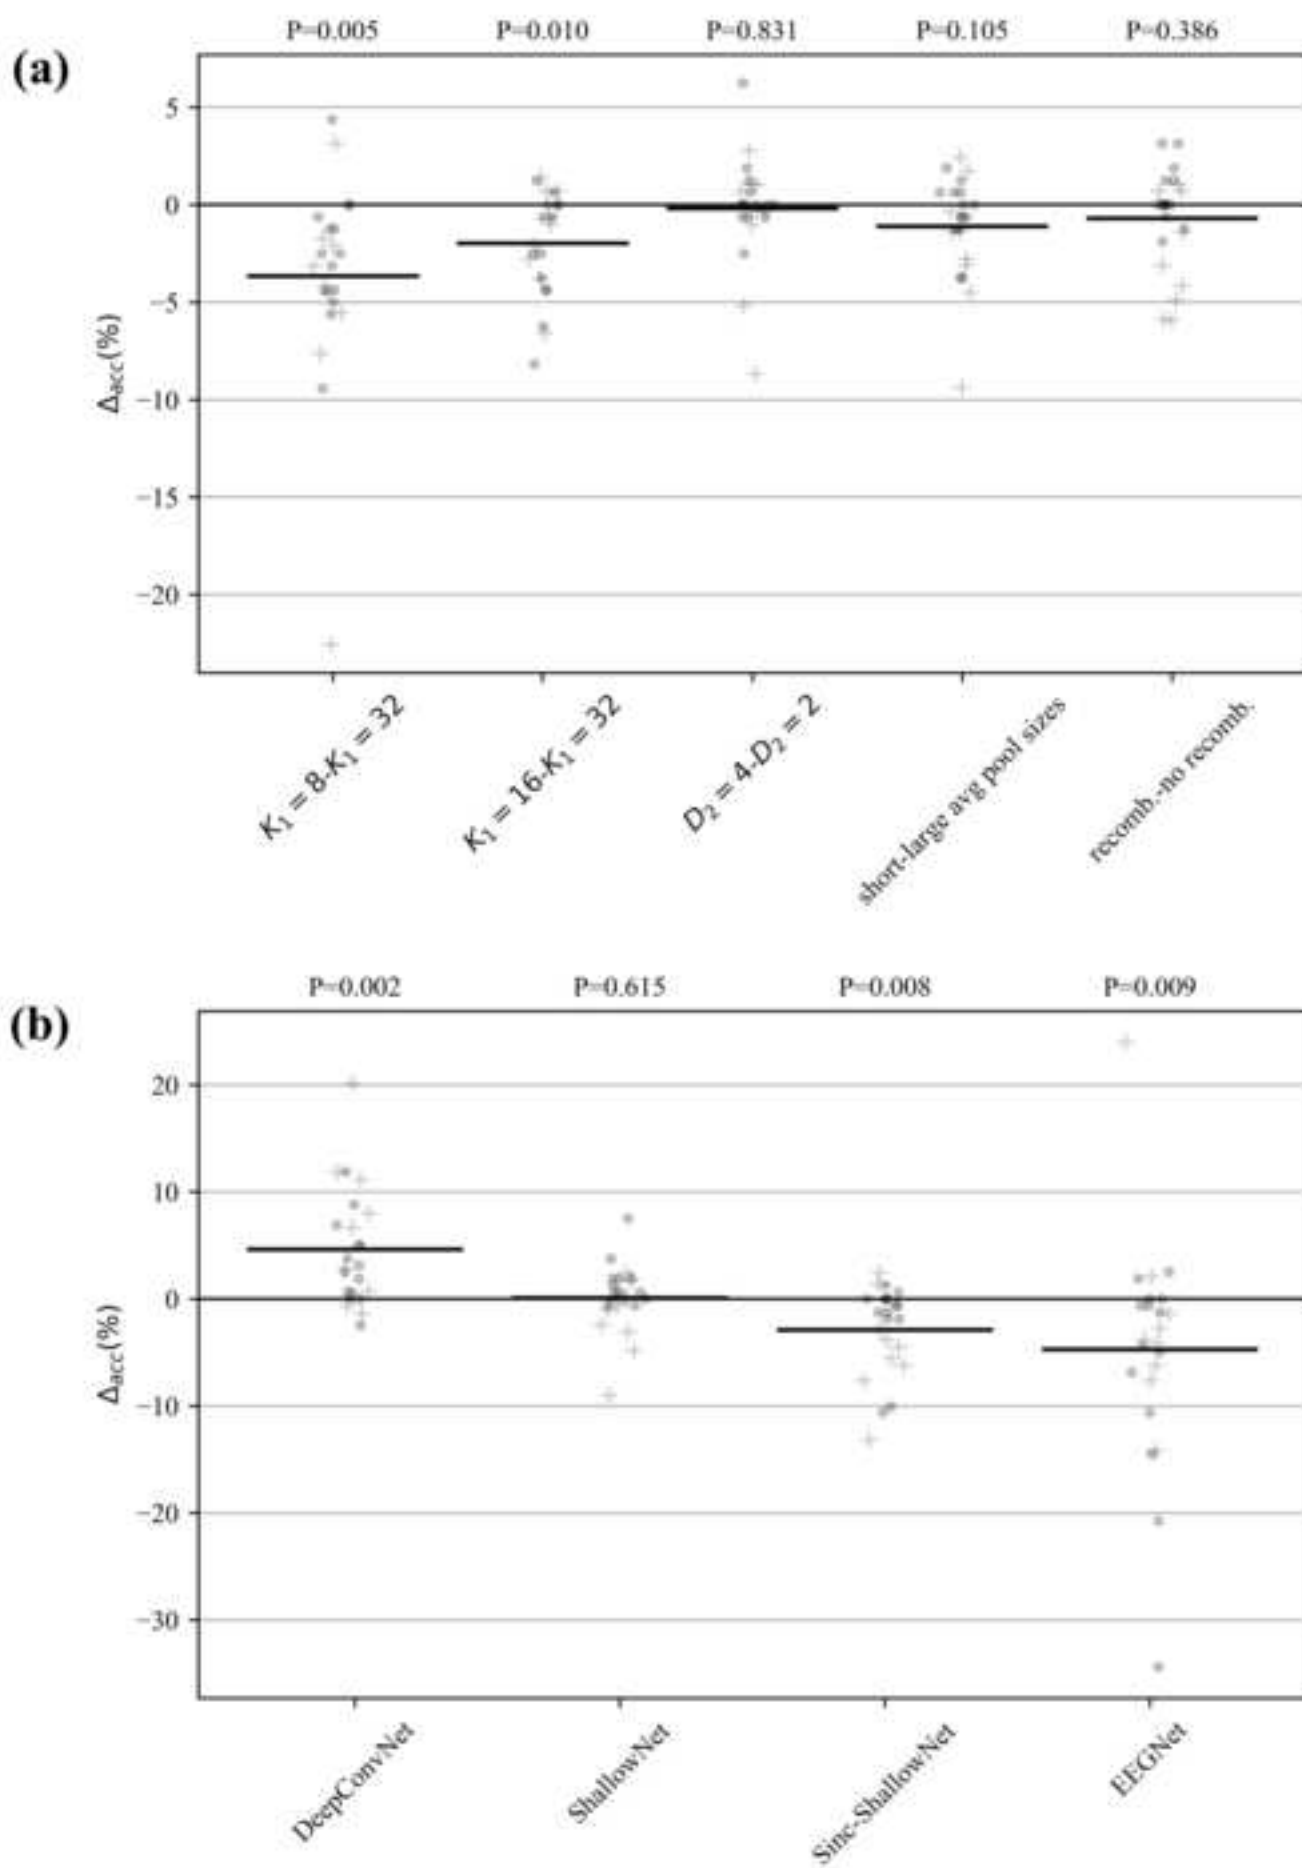 P=0.005 P=0.010 P=0.831 P=0.105 P=0.386
(a)
5
0
−5
−10
−15
−20
Δacc(%)
K₁ = 8-K₁ = 32
K₁ = 16-K₁ = 32
D₂ = 4-D₂ = 2
short-large avg pool sizes
recomb.-no recomb.
P=0.002 P=0.615 P=0.008 P=0.009
(b)
20
10
0
−10
−20
−30
Δacc(%)
DeepConvNet
ShallowNet
Sinc-ShallowNet
EEGNet